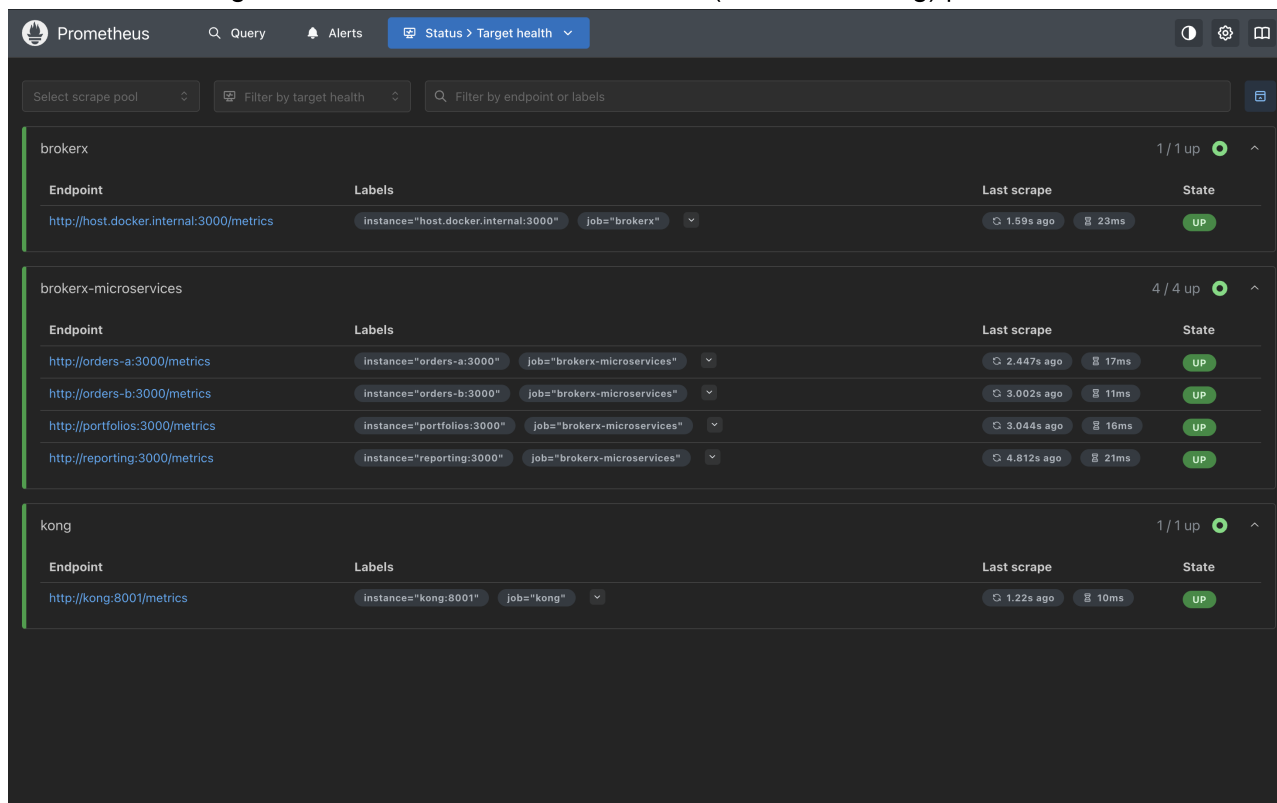 Prometheus Query Alerts Status > Target health
Select scrape pool Filter by target health Filter by endpoint or labels
brokerx 1 / 1 up
Endpoint Labels Last scrape State
http://host.docker.internal:3000/metrics instance="host.docker.internal:3000" job="brokerx" 1.59s ago 23ms UP
brokerx-microservices 4 / 4 up
Endpoint Labels Last scrape State
http://orders-a:3000/metrics instance="orders-a:3000" job="brokerx-microservices" 2.447s ago 17ms UP
http://orders-b:3000/metrics instance="orders-b:3000" job="brokerx-microservices" 3.002s ago 11ms UP
http://portfolios:3000/metrics instance="portfolios:3000" job="brokerx-microservices" 3.044s ago 16ms UP
http://reporting:3000/metrics instance="reporting:3000" job="brokerx-microservices" 4.812s ago 21ms UP
kong 1 / 1 up
Endpoint Labels Last scrape State
http://kong:8001/metrics instance="kong:8001" job="kong" 1.22s ago 10ms UP